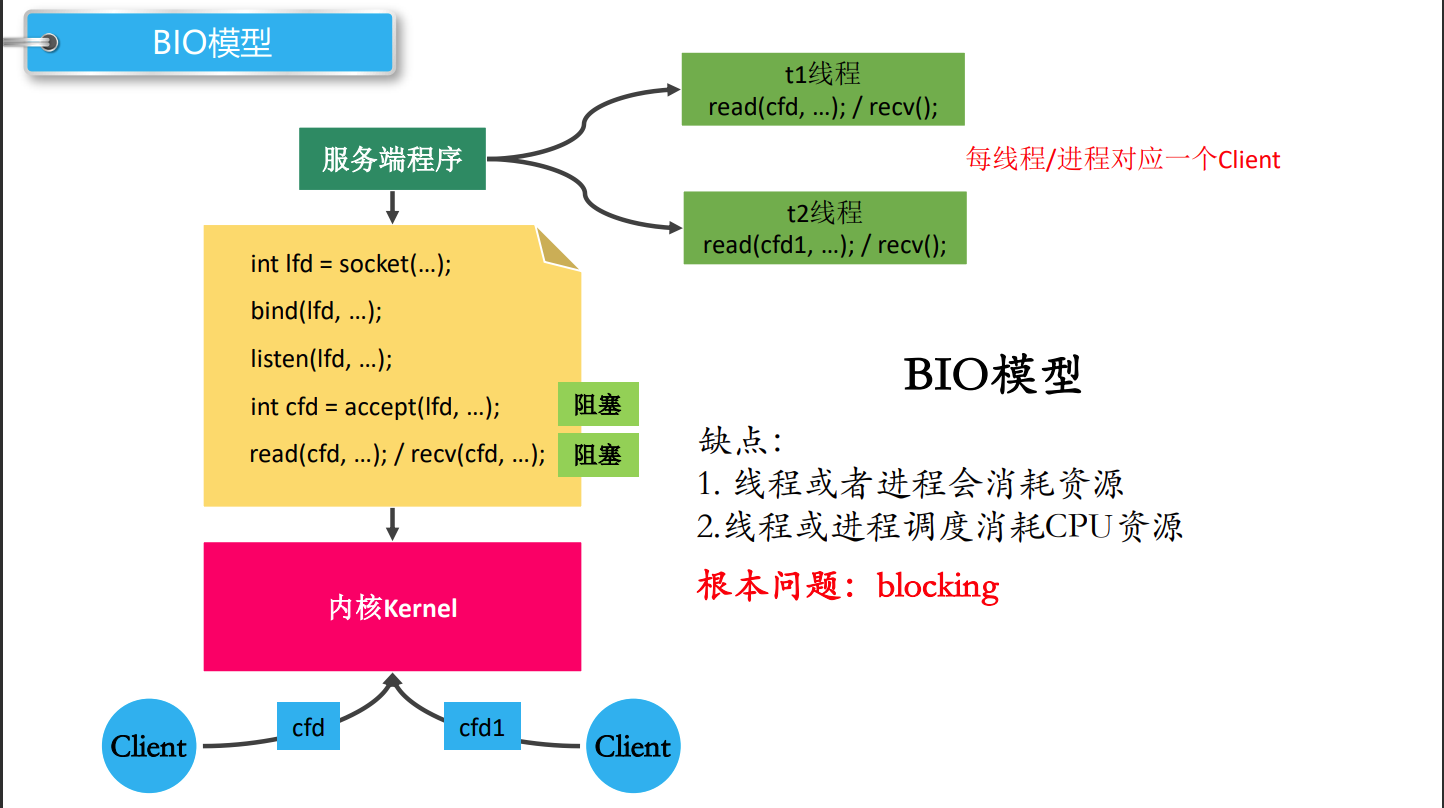 BIO模型
t1线程
read(cfd, …); / recv();
每线程/进程对应一个Client
服务端程序
t2线程
read(cfd1, …); / recv();
int lfd = socket(…);
bind(lfd, …);
listen(lfd, …);
int cfd = accept(lfd, …);
阻塞
read(cfd, …); / recv(cfd, …);
阻塞
BIO模型
缺点：
1. 线程或者进程会消耗资源
2.线程或进程调度消耗CPU资源
根本问题：blocking
内核Kernel
cfd
cfd1
Client
Client